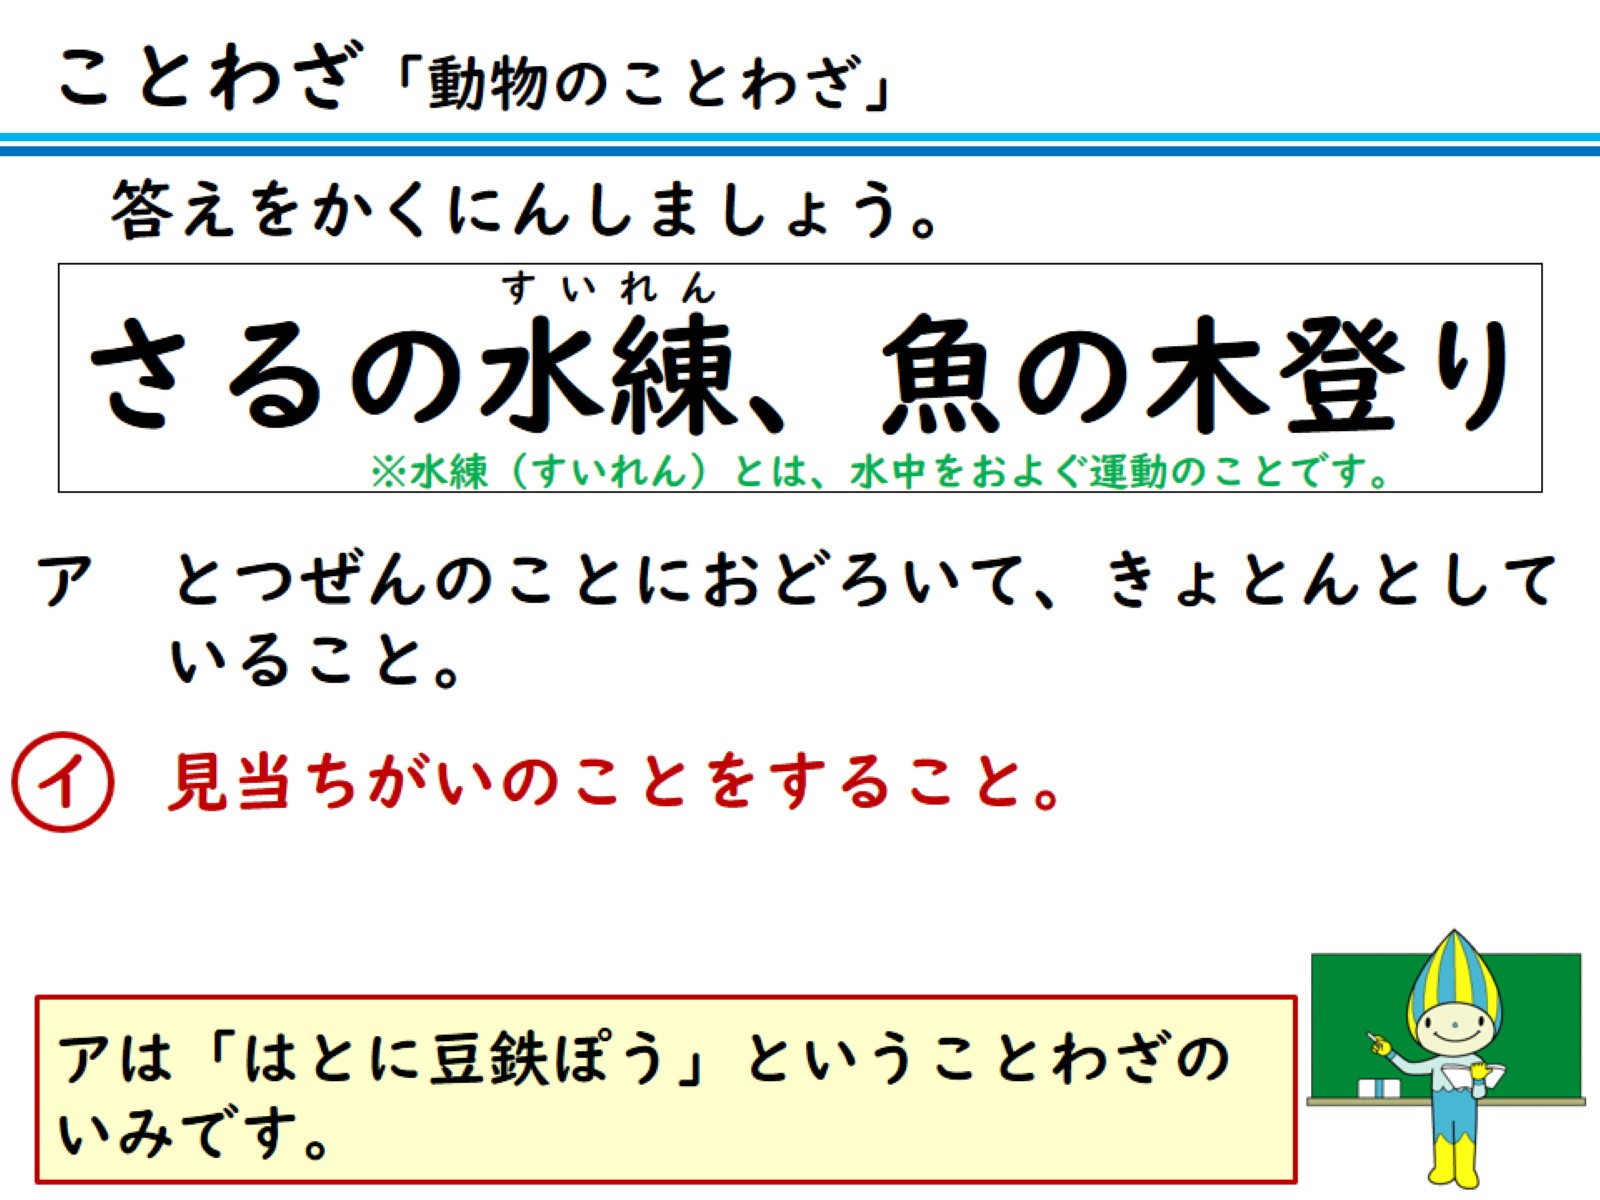 ことわざ「動物のことわざ」
答えをかくにんしましょう。
すいれん
さるの水練、魚の木登り
※水練（すいれん）とは、水中をおよぐ運動のことです。
ア　とつぜんのことにおどろいて、きょとんとして
いること。
イ　見当ちがいのことをすること。
アは「はとに豆鉄ぽう」ということわざの
いみです。